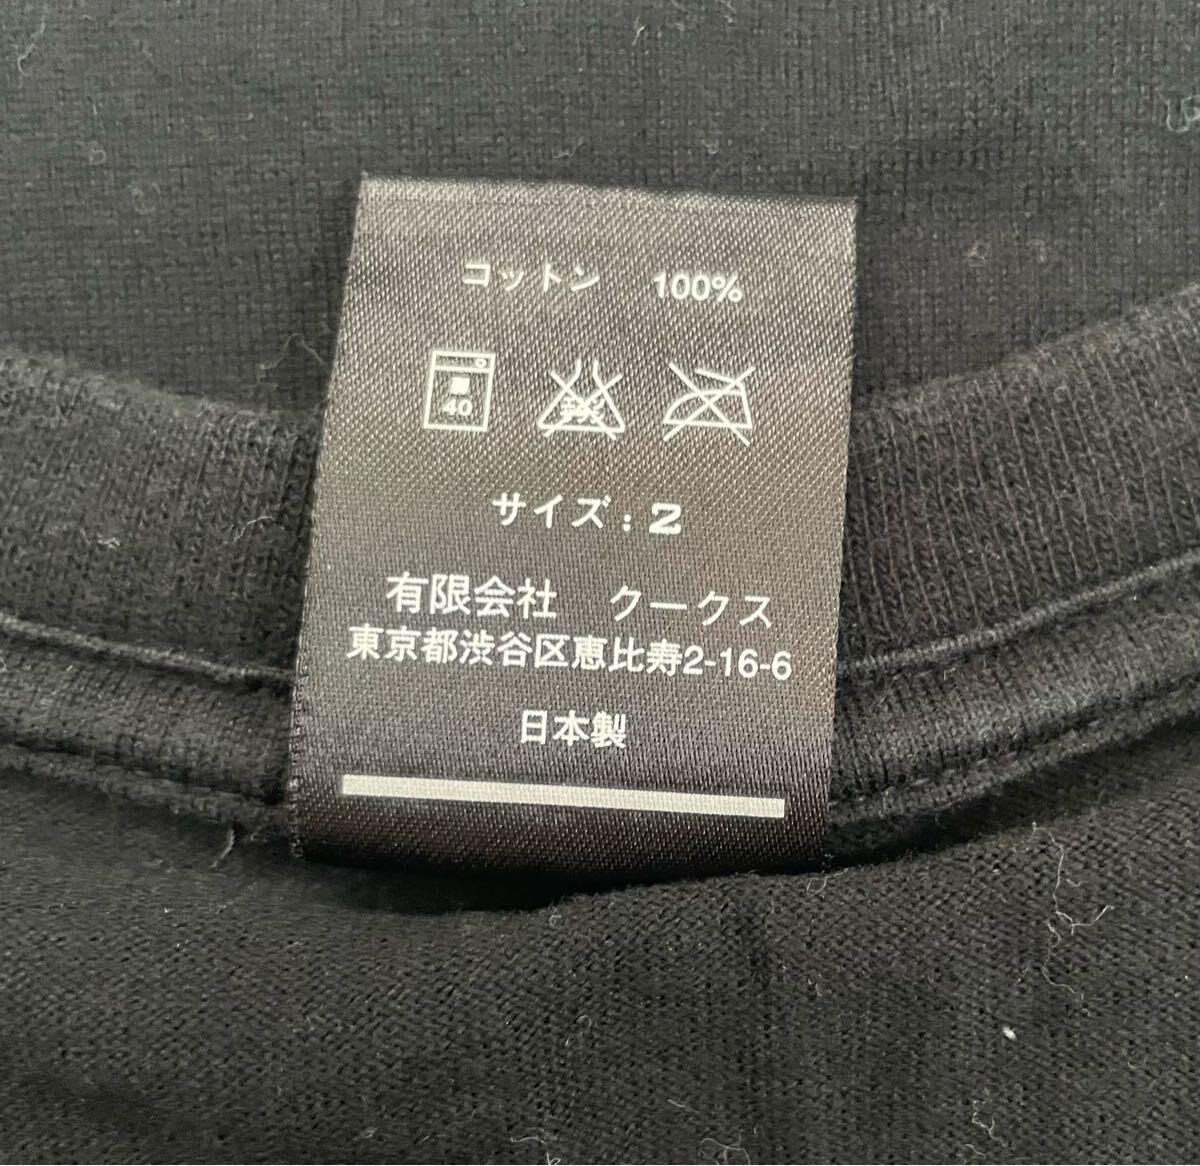 コットン 100%
40
サイズ : 2
有限会社 クークス
東京都渋谷区恵比寿2-16-6
日本製